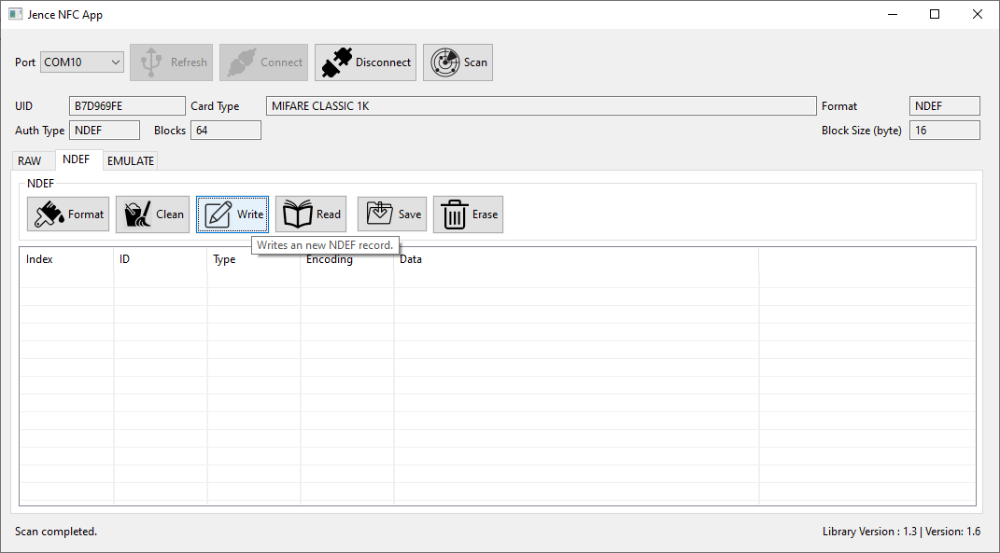 Jence NFC App
Port COM10 Refresh Connect Disconnect Scan
UID B7D969FE Card Type MIFARE CLASSIC 1K Format NDEF
Auth Type NDEF Blocks 64 Block Size (byte) 16
RAW NDEF EMULATE
NDEF
Format Clean Write Read Save Erase
Writes an new NDEF record.
Index ID Type Encoding Data
Scan completed. Library Version : 1.3 | Version: 1.6